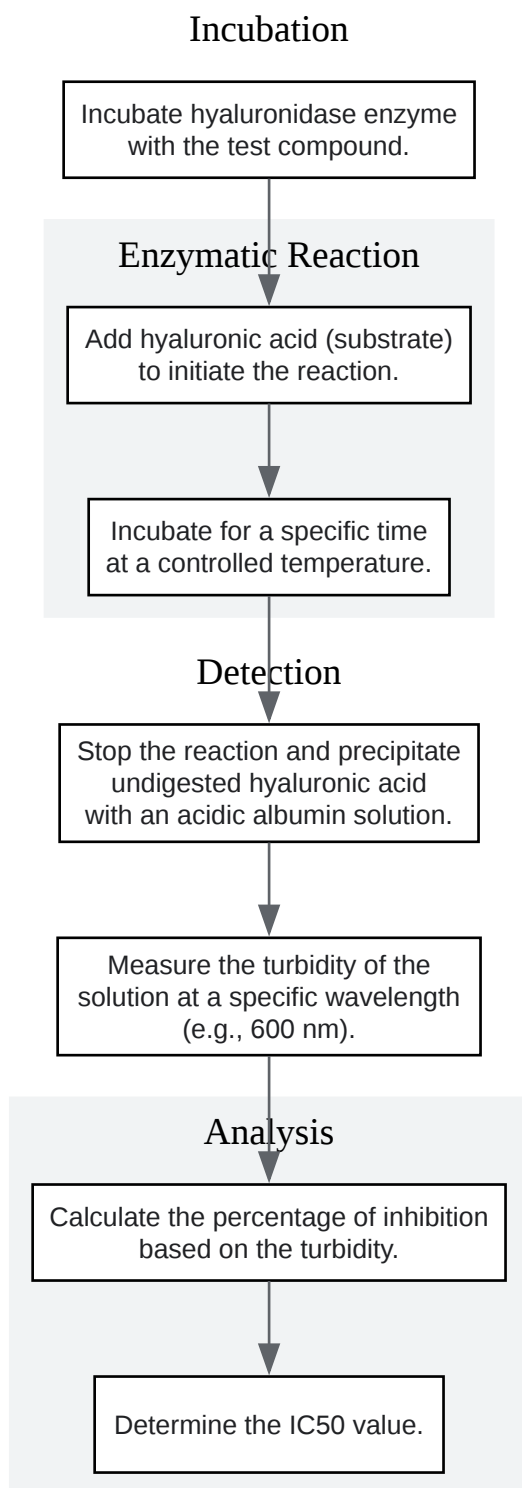 Incubation
Incubate hyaluronidase enzyme
with the test compound.
Enzymatic Reaction
Add hyaluronic acid (substrate)
to initiate the reaction.
Incubate for a specific time
at a controlled temperature.
Detection
Stop the reaction and precipitate
undigested hyaluronic acid
with an acidic albumin solution.
Measure the turbidity of the
solution at a specific wavelength
(e.g., 600 nm).
Analysis
Calculate the percentage of inhibition
based on the turbidity.
Determine the IC50 value.